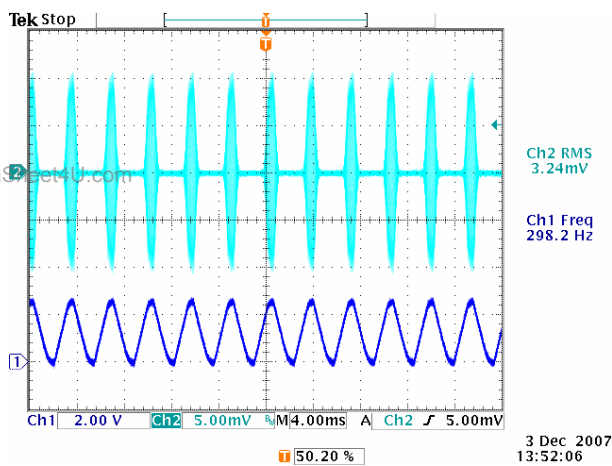 Tek Stop
T
T
2
sheet4U.com
Ch2 RMS
3.24mV
Ch1 Freq
298.2 Hz
1
Ch1 2.00 V Ch2 5.00mV M 4.00ms A Ch2 5.00mV
T 50.20 %
3 Dec 2007
13:52:06